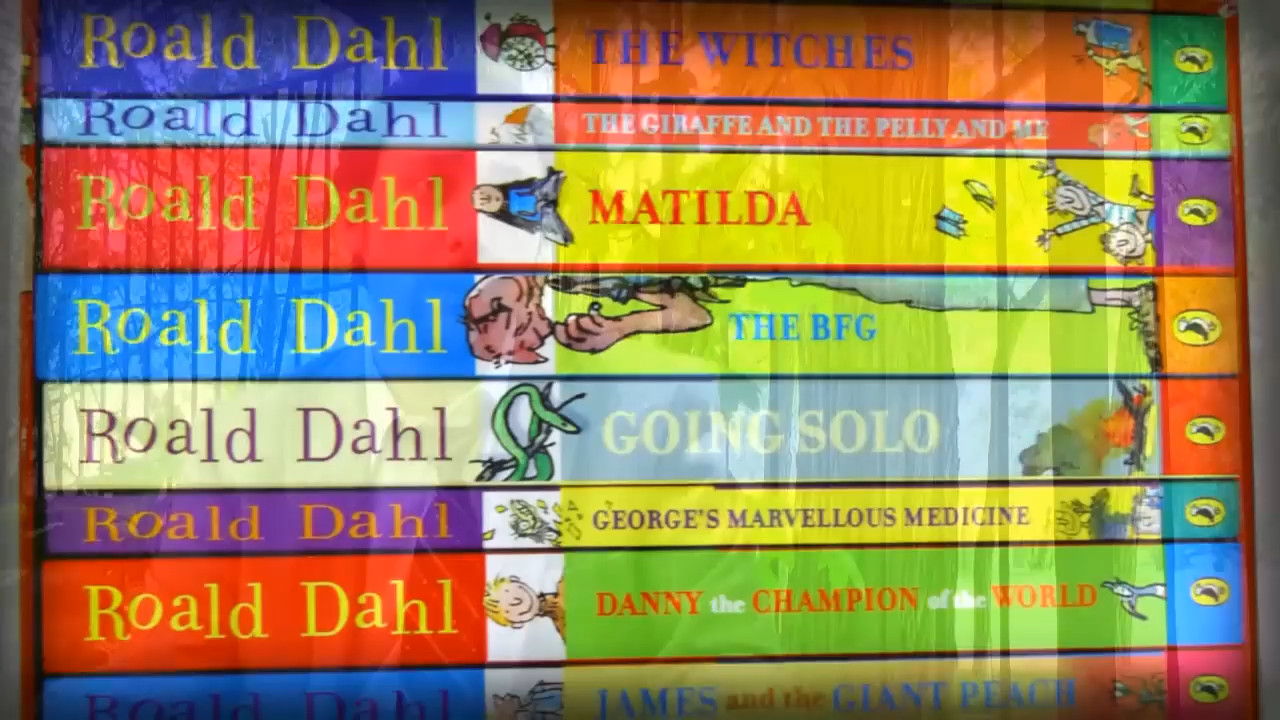 Roald Dahl THE WITCHES
Roald Dahl THE GIRAFFE AND THE PELLY AND ME
Roald Dahl MATILDA
Roald Dahl THE BFG
Roald Dahl GOING SOLO
Roald Dahl GEORGE'S MARVELLOUS MEDICINE
Roald Dahl DANNY the CHAMPION of the WORLD
Roald Dahl JAMES and the GIANT PEACH